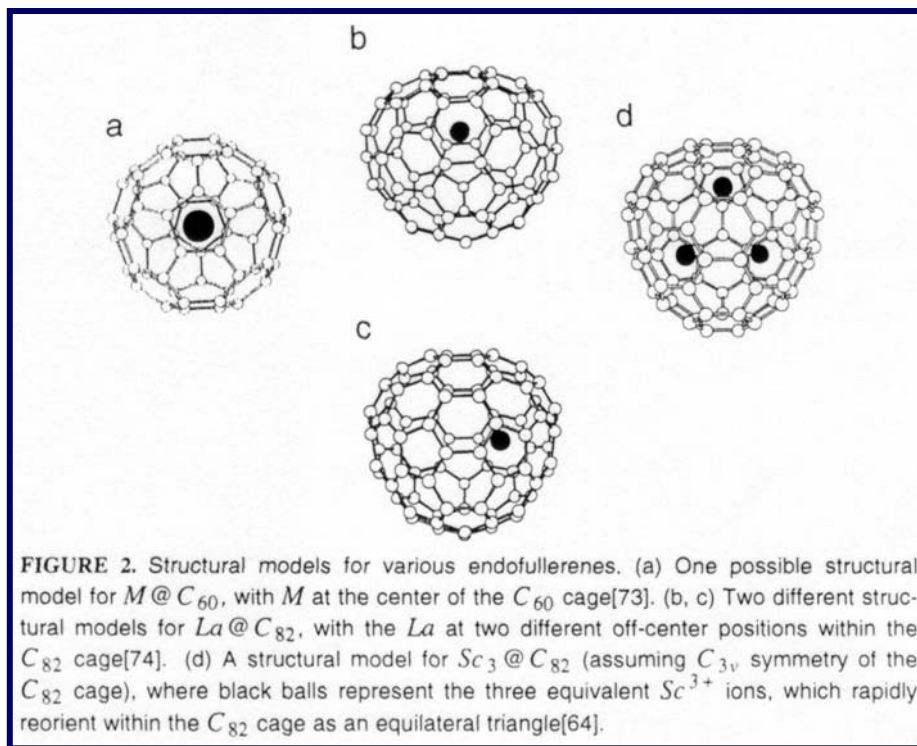 b
a
d
c
FIGURE 2. Structural models for various endofullerenes. (a) One possible structural
model for M @ C60, with M at the center of the C60 cage[73]. (b, c) Two different struc-
tural models for La @ C82, with the La at two different off-center positions within the
C82 cage[74]. (d) A structural model for Sc3 @ C82 (assuming C3v symmetry of the
C82 cage), where black balls represent the three equivalent Sc3+ ions, which rapidly
reorient within the C82 cage as an equilateral triangle[64].